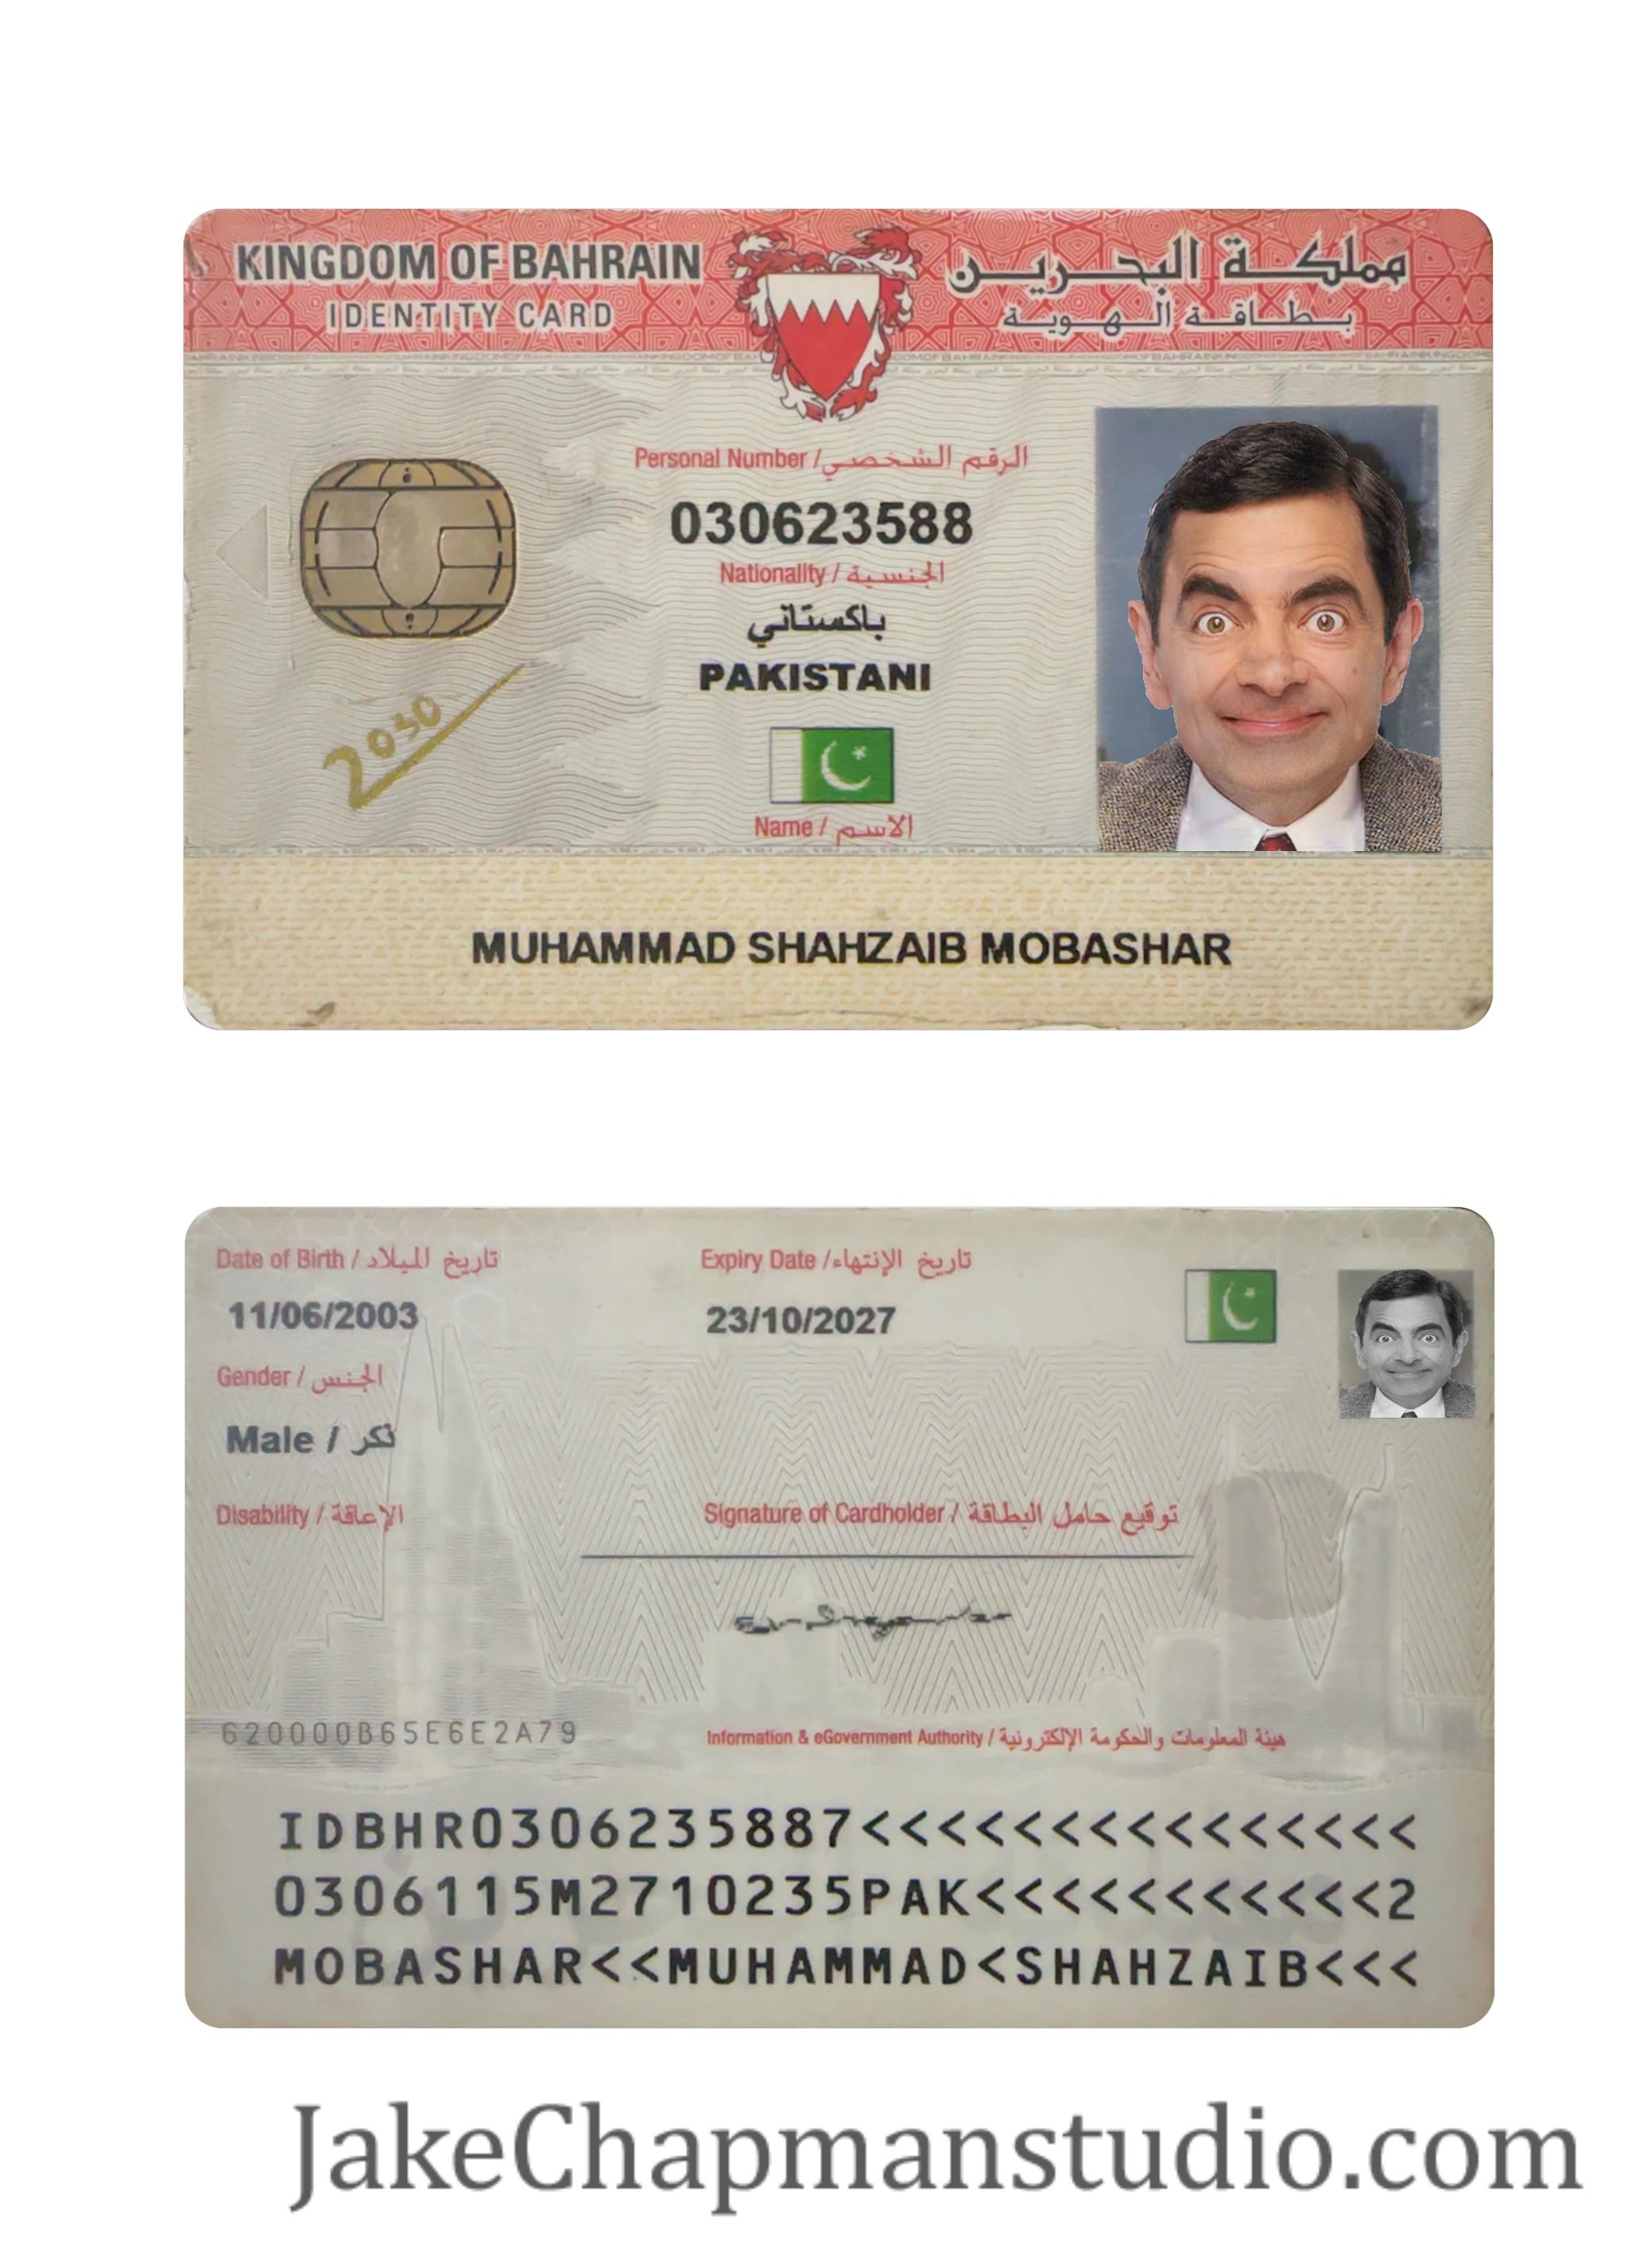 KINGDOM OF BAHRAIN
مملكة البحرين
IDENTITY CARD
بطاقة الهوية
Personal Number / الرقم الشخصي
030623588
Nationality / الجنسية
باكستاني
PAKISTANI
2030
Name / الاسم
MUHAMMAD SHAHZAIB MOBASHAR
Date of Birth / تاريخ الميلاد
Expiry Date / تاريخ الإنتهاء
11/06/2003
23/10/2027
Gender / الجنس
Male / ذكر
Disability / الإعاقة
Signature of Cardholder / توقيع حامل البطاقة
620000B65E6E2A79
Information & eGovernment Authority / هيئة المعلومات والحكومة الإلكترونية
IDBHR0306235887<<<<<<<<<<<<<<<
0306115M2710235PAK<<<<<<<<<<<2
MOBASHAR<<MUHAMMAD<SHAHZAIB<<<
JakeChapmanstudio.com